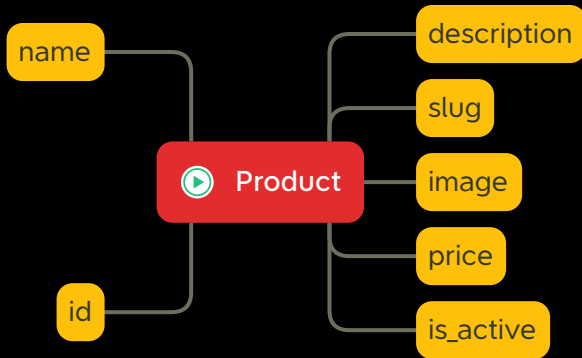 name
id
Product
description
slug
image
price
is_active